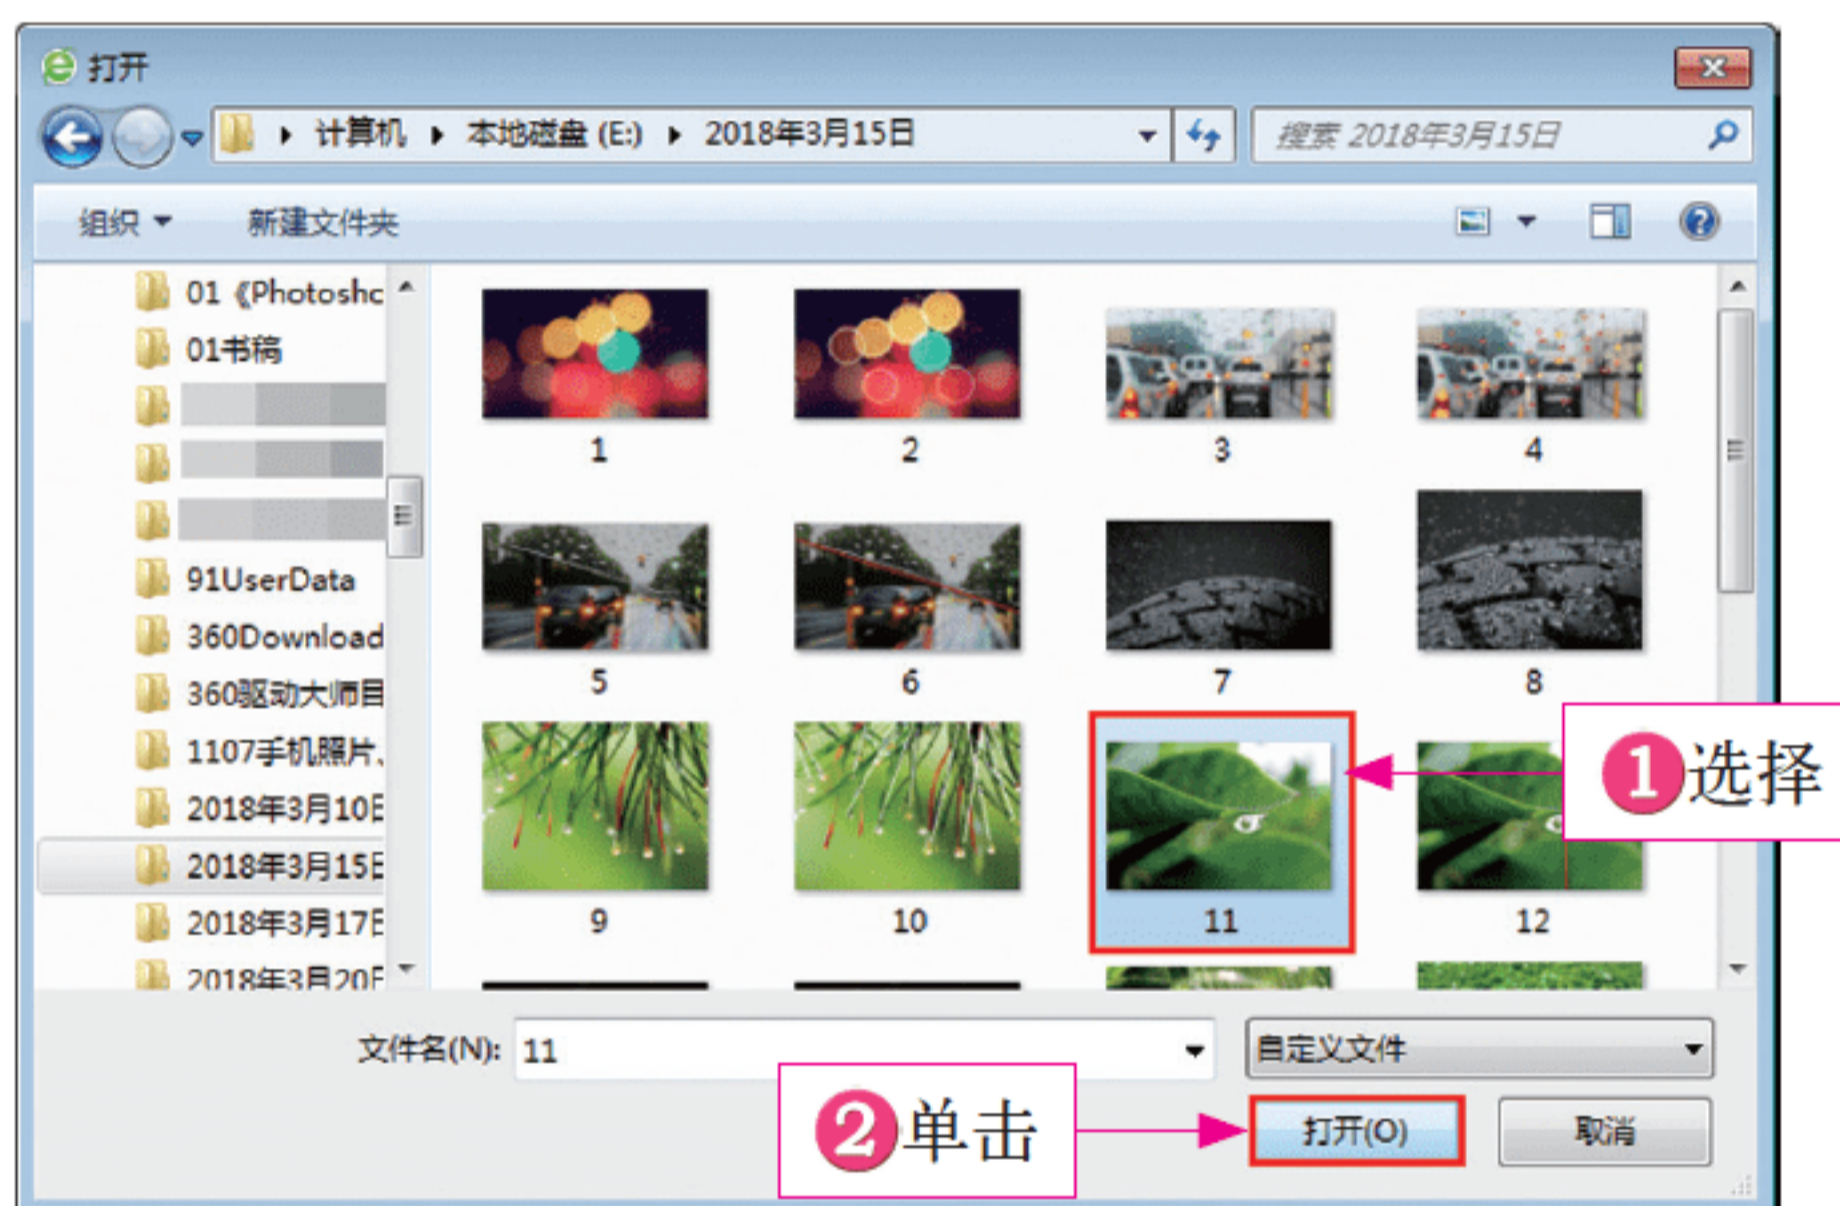 打开
计算机 本地磁盘 (E:) 2018年3月15日
搜索 2018年3月15日
组织 新建文件夹
01《Photoshc
01书稿
91UserData
360Download
360驱动大师目
1107手机照片、
2018年3月10日
2018年3月15日
2018年3月17日
2018年3月20日
1 2 3 4
5 6 7 8
1选择
9 10 11 12
文件名(N): 11 自定义文件
2单击
打开(O) 取消